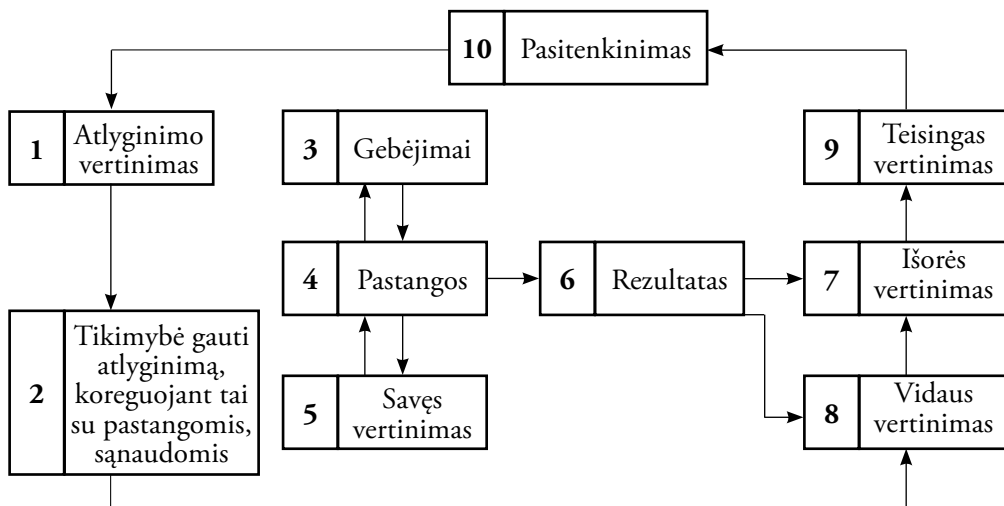 10 Pasitenkinimas
1 Atlyginimo
vertinimas
3 Gebėjimai
9 Teisingas
vertinimas
4 Pastangos
6 Rezultatas
7 Išorės
vertinimas
2 Tikimybė gauti
atlyginimą,
koreguojant tai
su pastangomis,
sąnaudomis
5 Savęs
vertinimas
8 Vidaus
vertinimas